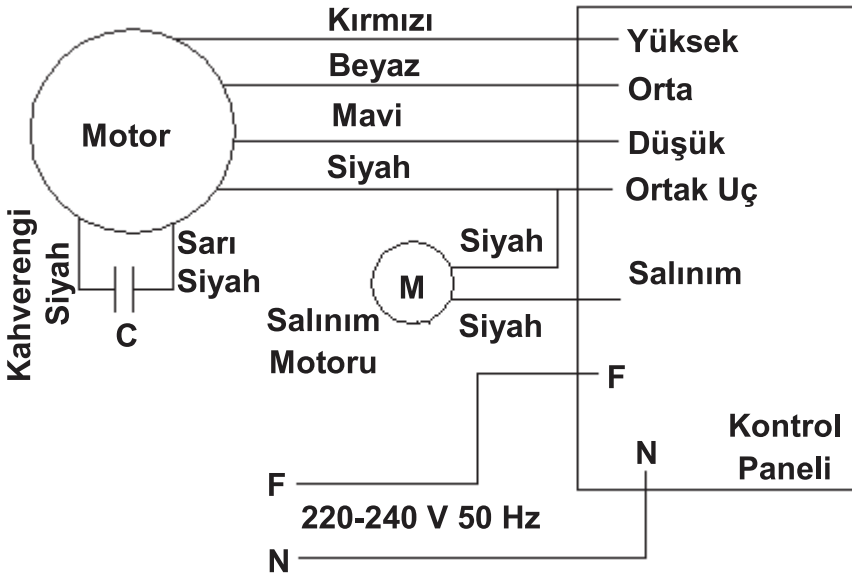 Kırmızı
Yüksek
Beyaz
Orta
Motor
Mavi
Düşük
Siyah
Ortak Uç
Kahverengi
Siyah
Sarı
Siyah
C
Siyah
M
Salınım
Siyah
Salınım
Motoru
F
Kontrol
Paneli
N
F
220-240 V 50 Hz
N